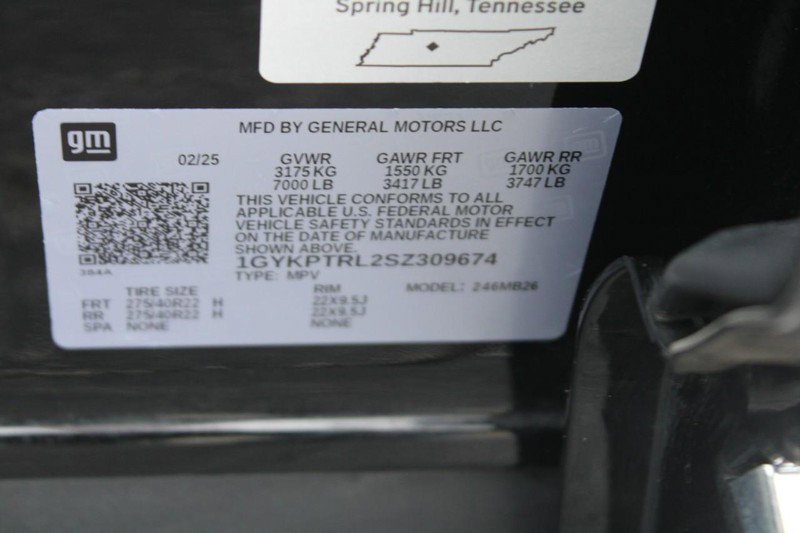 Spring Hill, Tennessee
gm
MFD BY GENERAL MOTORS LLC
02/25 GVWR GAWR FRT GAWR RR
3175 KG 1550 KG 1700 KG
7000 LB 3417 LB 3747 LB
THIS VEHICLE CONFORMS TO ALL
APPLICABLE U.S. FEDERAL MOTOR
VEHICLE SAFETY STANDARDS IN EFFECT
ON THE DATE OF MANUFACTURE
SHOWN ABOVE.
1GYKPTRL2SZ309674
384A
TYPE: MPV
TIRE SIZE RIM MODEL: 246MB26
FRT 275/40R22 H 22X9.5J
RR 275/40R22 H 22X9.5J
SPA NONE NONE